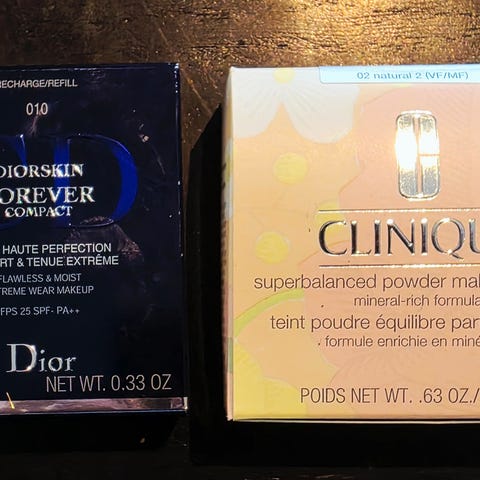 RECHARGE/REFILL
010
DIORSKIN
FOREVER
COMPACT
HAUTE PERFECTION
RT & TENUE EXTRÊME
FLAWLESS & MOIST
TREME WEAR MAKEUP
FPS 25 SPF- PA++
Dior
NET WT. 0.33 OZ
02 natural 2 (VF/MF)
CLINIQU
superbalanced powder mak
mineral-rich formula
teint poudre équilibre par
formule enrichie en miné
POIDS NET WT. .63 OZ./